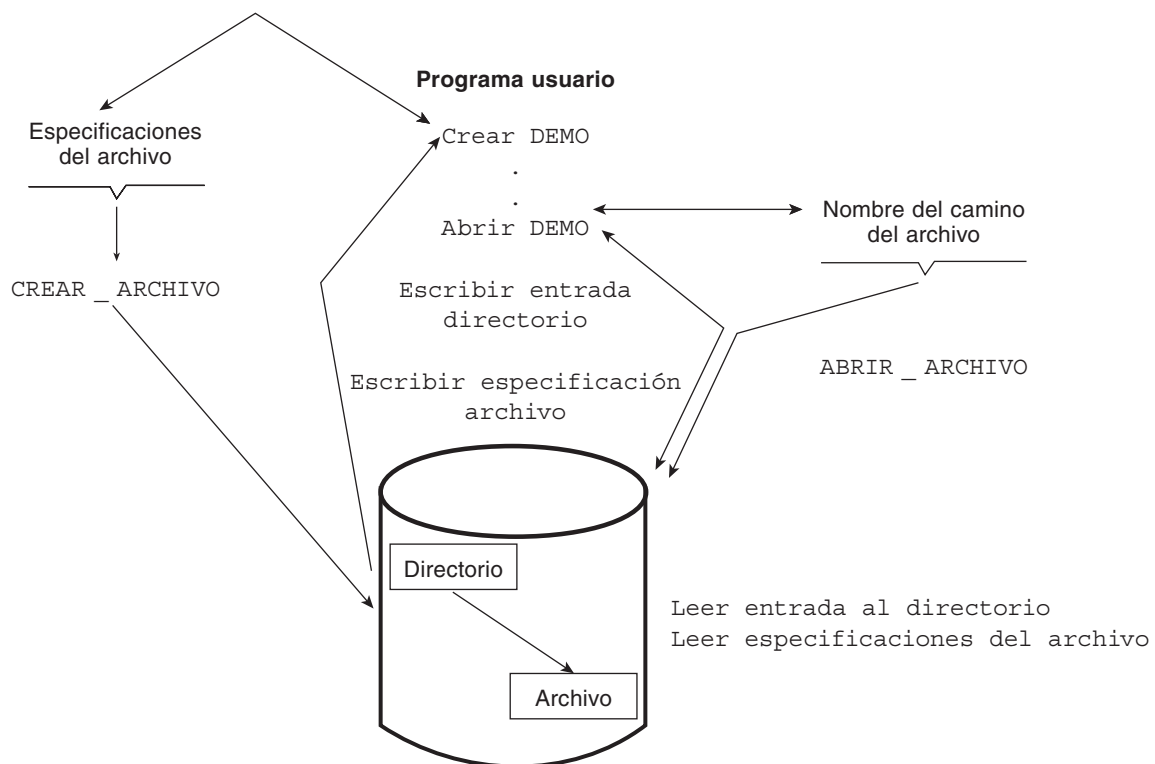 Programa usuario
Especificaciones
del archivo
Crear DEMO
.
.
Abrir DEMO
Nombre del camino
del archivo
CREAR _ ARCHIVO
Escribir entrada
directorio
ABRIR _ ARCHIVO
Escribir especificación
archivo
Directorio
Leer entrada al directorio
Leer especificaciones del archivo
Archivo